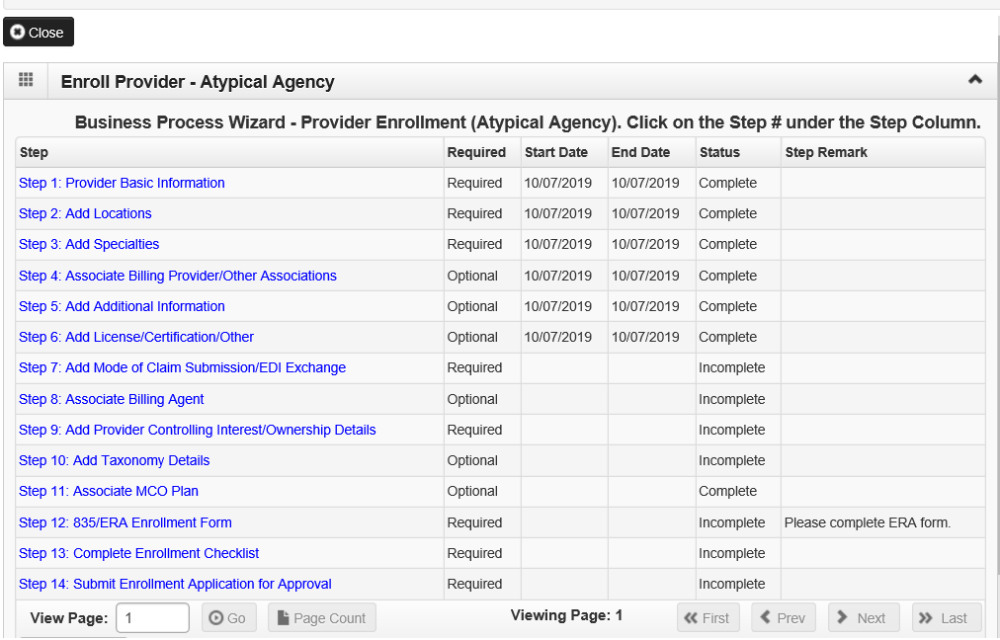 Close
Enroll Provider - Atypical Agency
Business Process Wizard - Provider Enrollment (Atypical Agency). Click on the Step # under the Step Column.
Step Required Start Date End Date Status Step Remark
Step 1: Provider Basic Information Required 10/07/2019 10/07/2019 Complete
Step 2: Add Locations Required 10/07/2019 10/07/2019 Complete
Step 3: Add Specialties Required 10/07/2019 10/07/2019 Complete
Step 4: Associate Billing Provider/Other Associations Optional 10/07/2019 10/07/2019 Complete
Step 5: Add Additional Information Optional 10/07/2019 10/07/2019 Complete
Step 6: Add License/Certification/Other Optional 10/07/2019 10/07/2019 Complete
Step 7: Add Mode of Claim Submission/EDI Exchange Required Incomplete
Step 8: Associate Billing Agent Optional Incomplete
Step 9: Add Provider Controlling Interest/Ownership Details Required Incomplete
Step 10: Add Taxonomy Details Optional Incomplete
Step 11: Associate MCO Plan Optional Complete
Step 12: 835/ERA Enrollment Form Required Incomplete Please complete ERA form.
Step 13: Complete Enrollment Checklist Required Incomplete
Step 14: Submit Enrollment Application for Approval Required Incomplete
View Page: 1 Go Page Count Viewing Page: 1 First Prev Next Last